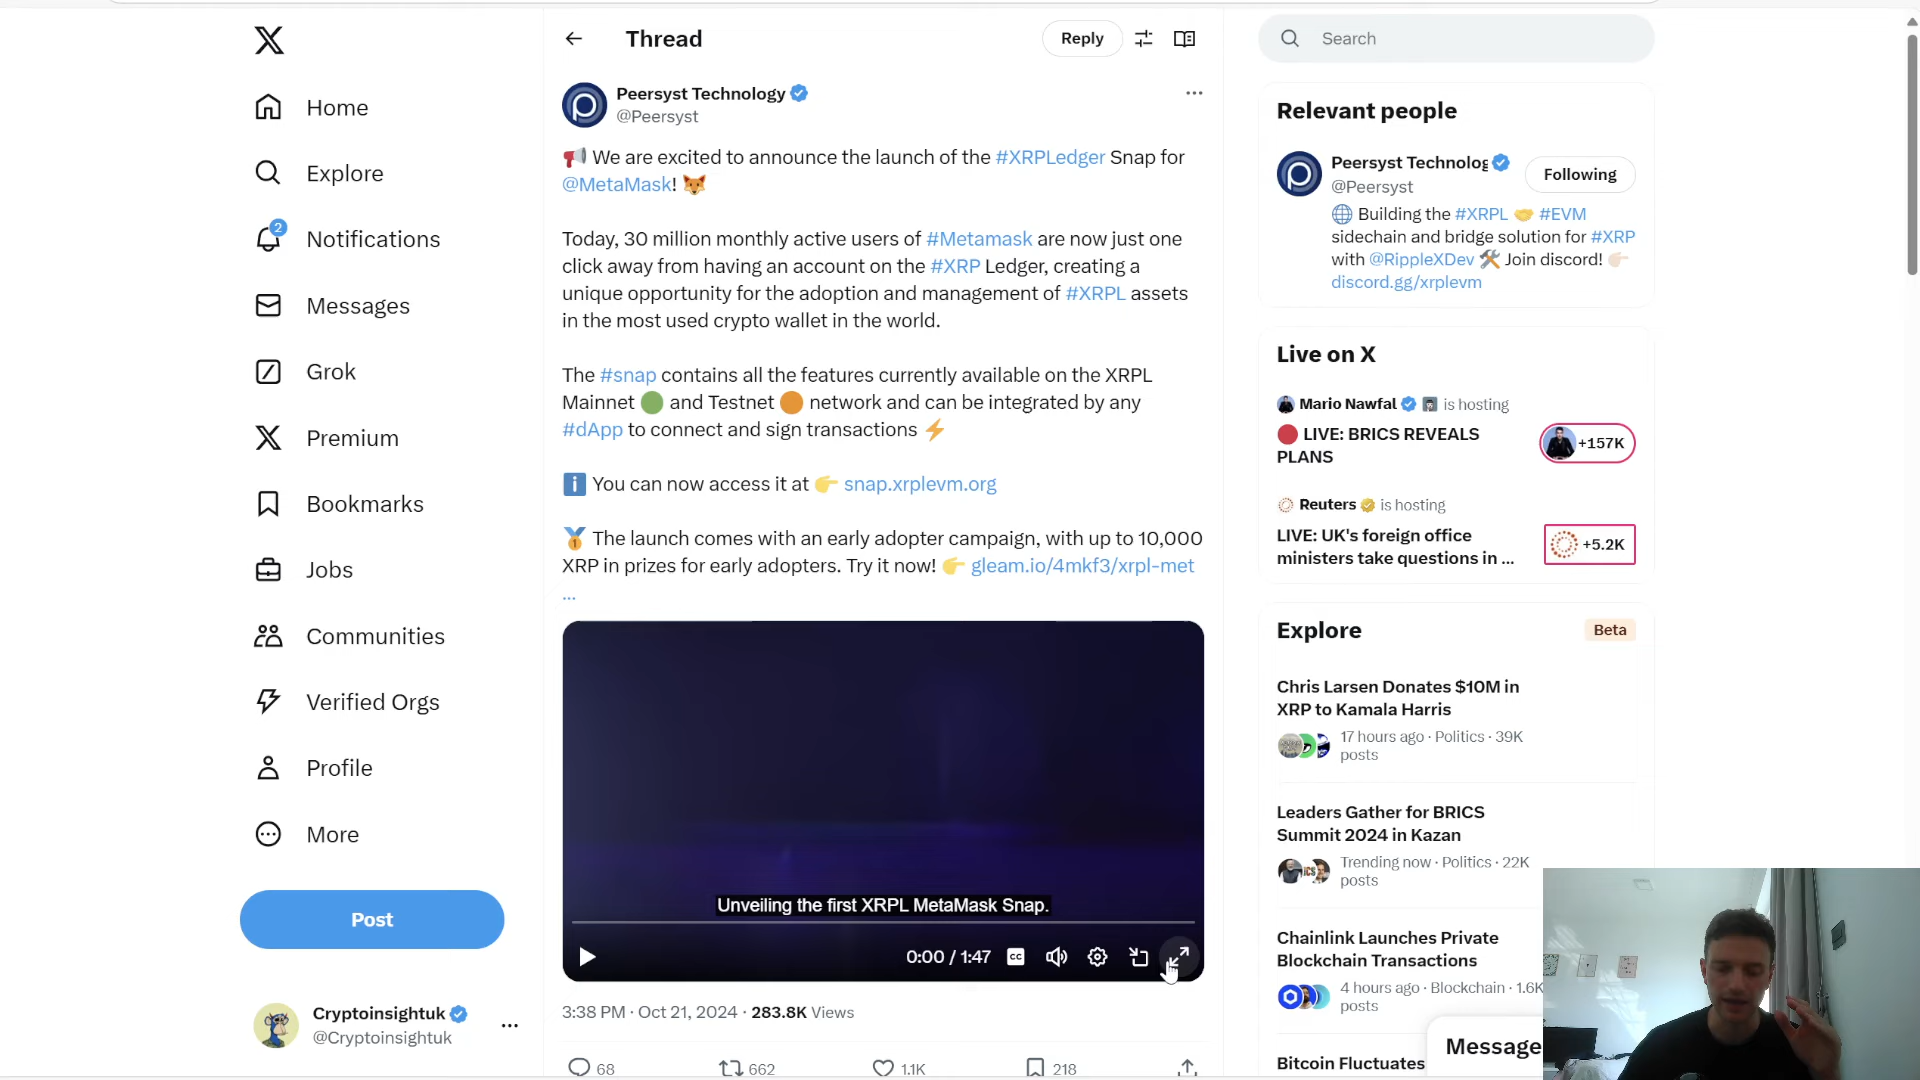 Home
Explore
2
Notifications
Messages
Grok
Premium
Bookmarks
Jobs
Communities
Verified Orgs
Profile
More
Post
Cryptoinsightuk
@Cryptoinsightuk
Thread
Reply
Peersyst Technology
@Peersyst
We are excited to announce the launch of the #XRPLedger Snap for
@MetaMask!
Today, 30 million monthly active users of #Metamask are now just one
click away from having an account on the #XRP Ledger, creating a
unique opportunity for the adoption and management of #XRPL assets
in the most used crypto wallet in the world.
The #snap contains all the features currently available on the XRPL
Mainnet 🟢 and Testnet 🟠 network and can be integrated by any
#dApp to connect and sign transactions ⚡
You can now access it at 👉 snap.xrplevm.org
The launch comes with an early adopter campaign, with up to 10,000
XRP in prizes for early adopters. Try it now! 👉 gleam.io/4mkf3/xrpl-met
...
Unveiling the first XRPL MetaMask Snap.
0:00 / 1:47
CC
3:38 PM · Oct 21, 2024 · 283.8K Views
68
662
1.1K
218
Search
Relevant people
Peersyst Technolog
@Peersyst
Following
Building the #XRPL 🤝 #EVM
sidechain and bridge solution for #XRP
with @RippleXDev 🛠 Join discord! 👉
discord.gg/xrplevm
Live on X
Mario Nawfal is hosting
LIVE: BRICS REVEALS
PLANS
+157K
Reuters is hosting
LIVE: UK's foreign office
ministers take questions in ...
+5.2K
Explore
Beta
Chris Larsen Donates $10M in
XRP to Kamala Harris
17 hours ago · Politics · 39K
posts
Leaders Gather for BRICS
Summit 2024 in Kazan
Trending now · Politics · 22K
posts
Chainlink Launches Private
Blockchain Transactions
4 hours ago · Blockchain · 1.6K
posts
Bitcoin Fluctuates
Message